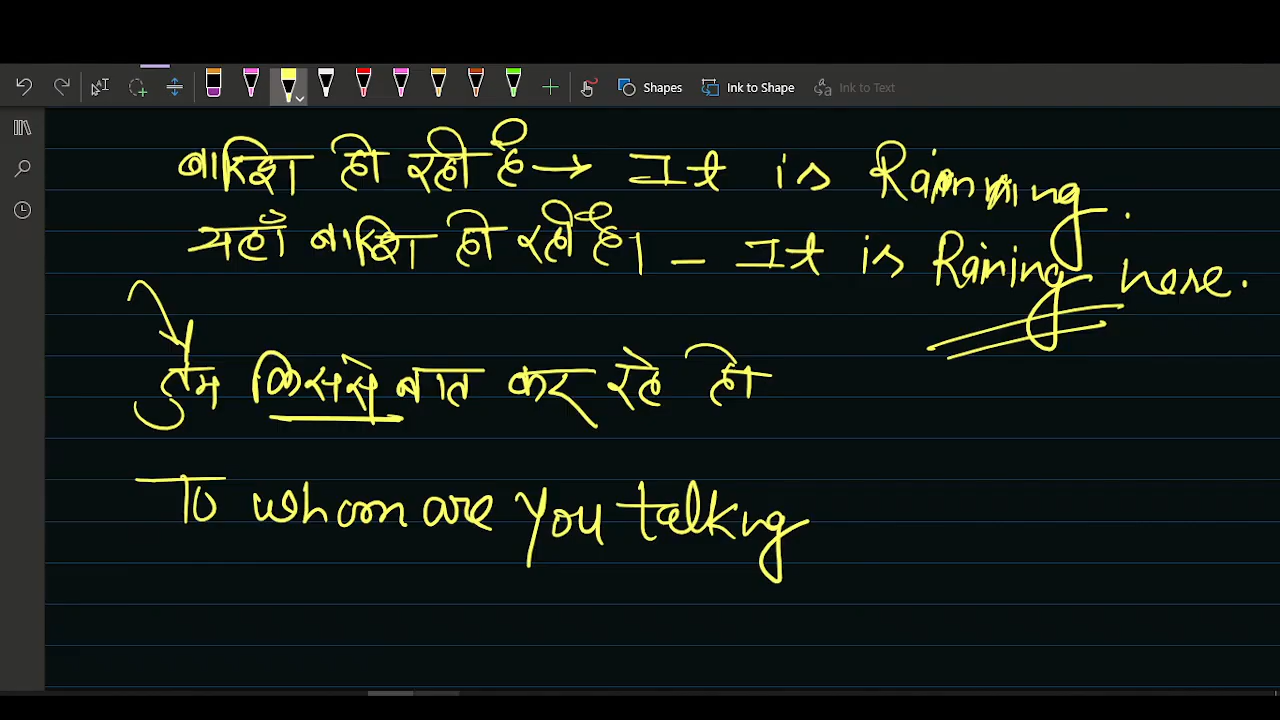 Shapes Ink to Shape Ink to Text
बारिश हो रही है → It is Raining.
यहाँ बारिश हो रही है। - It is Raining here.
तुम किससे बात कर रहे हो
To whom are you talking